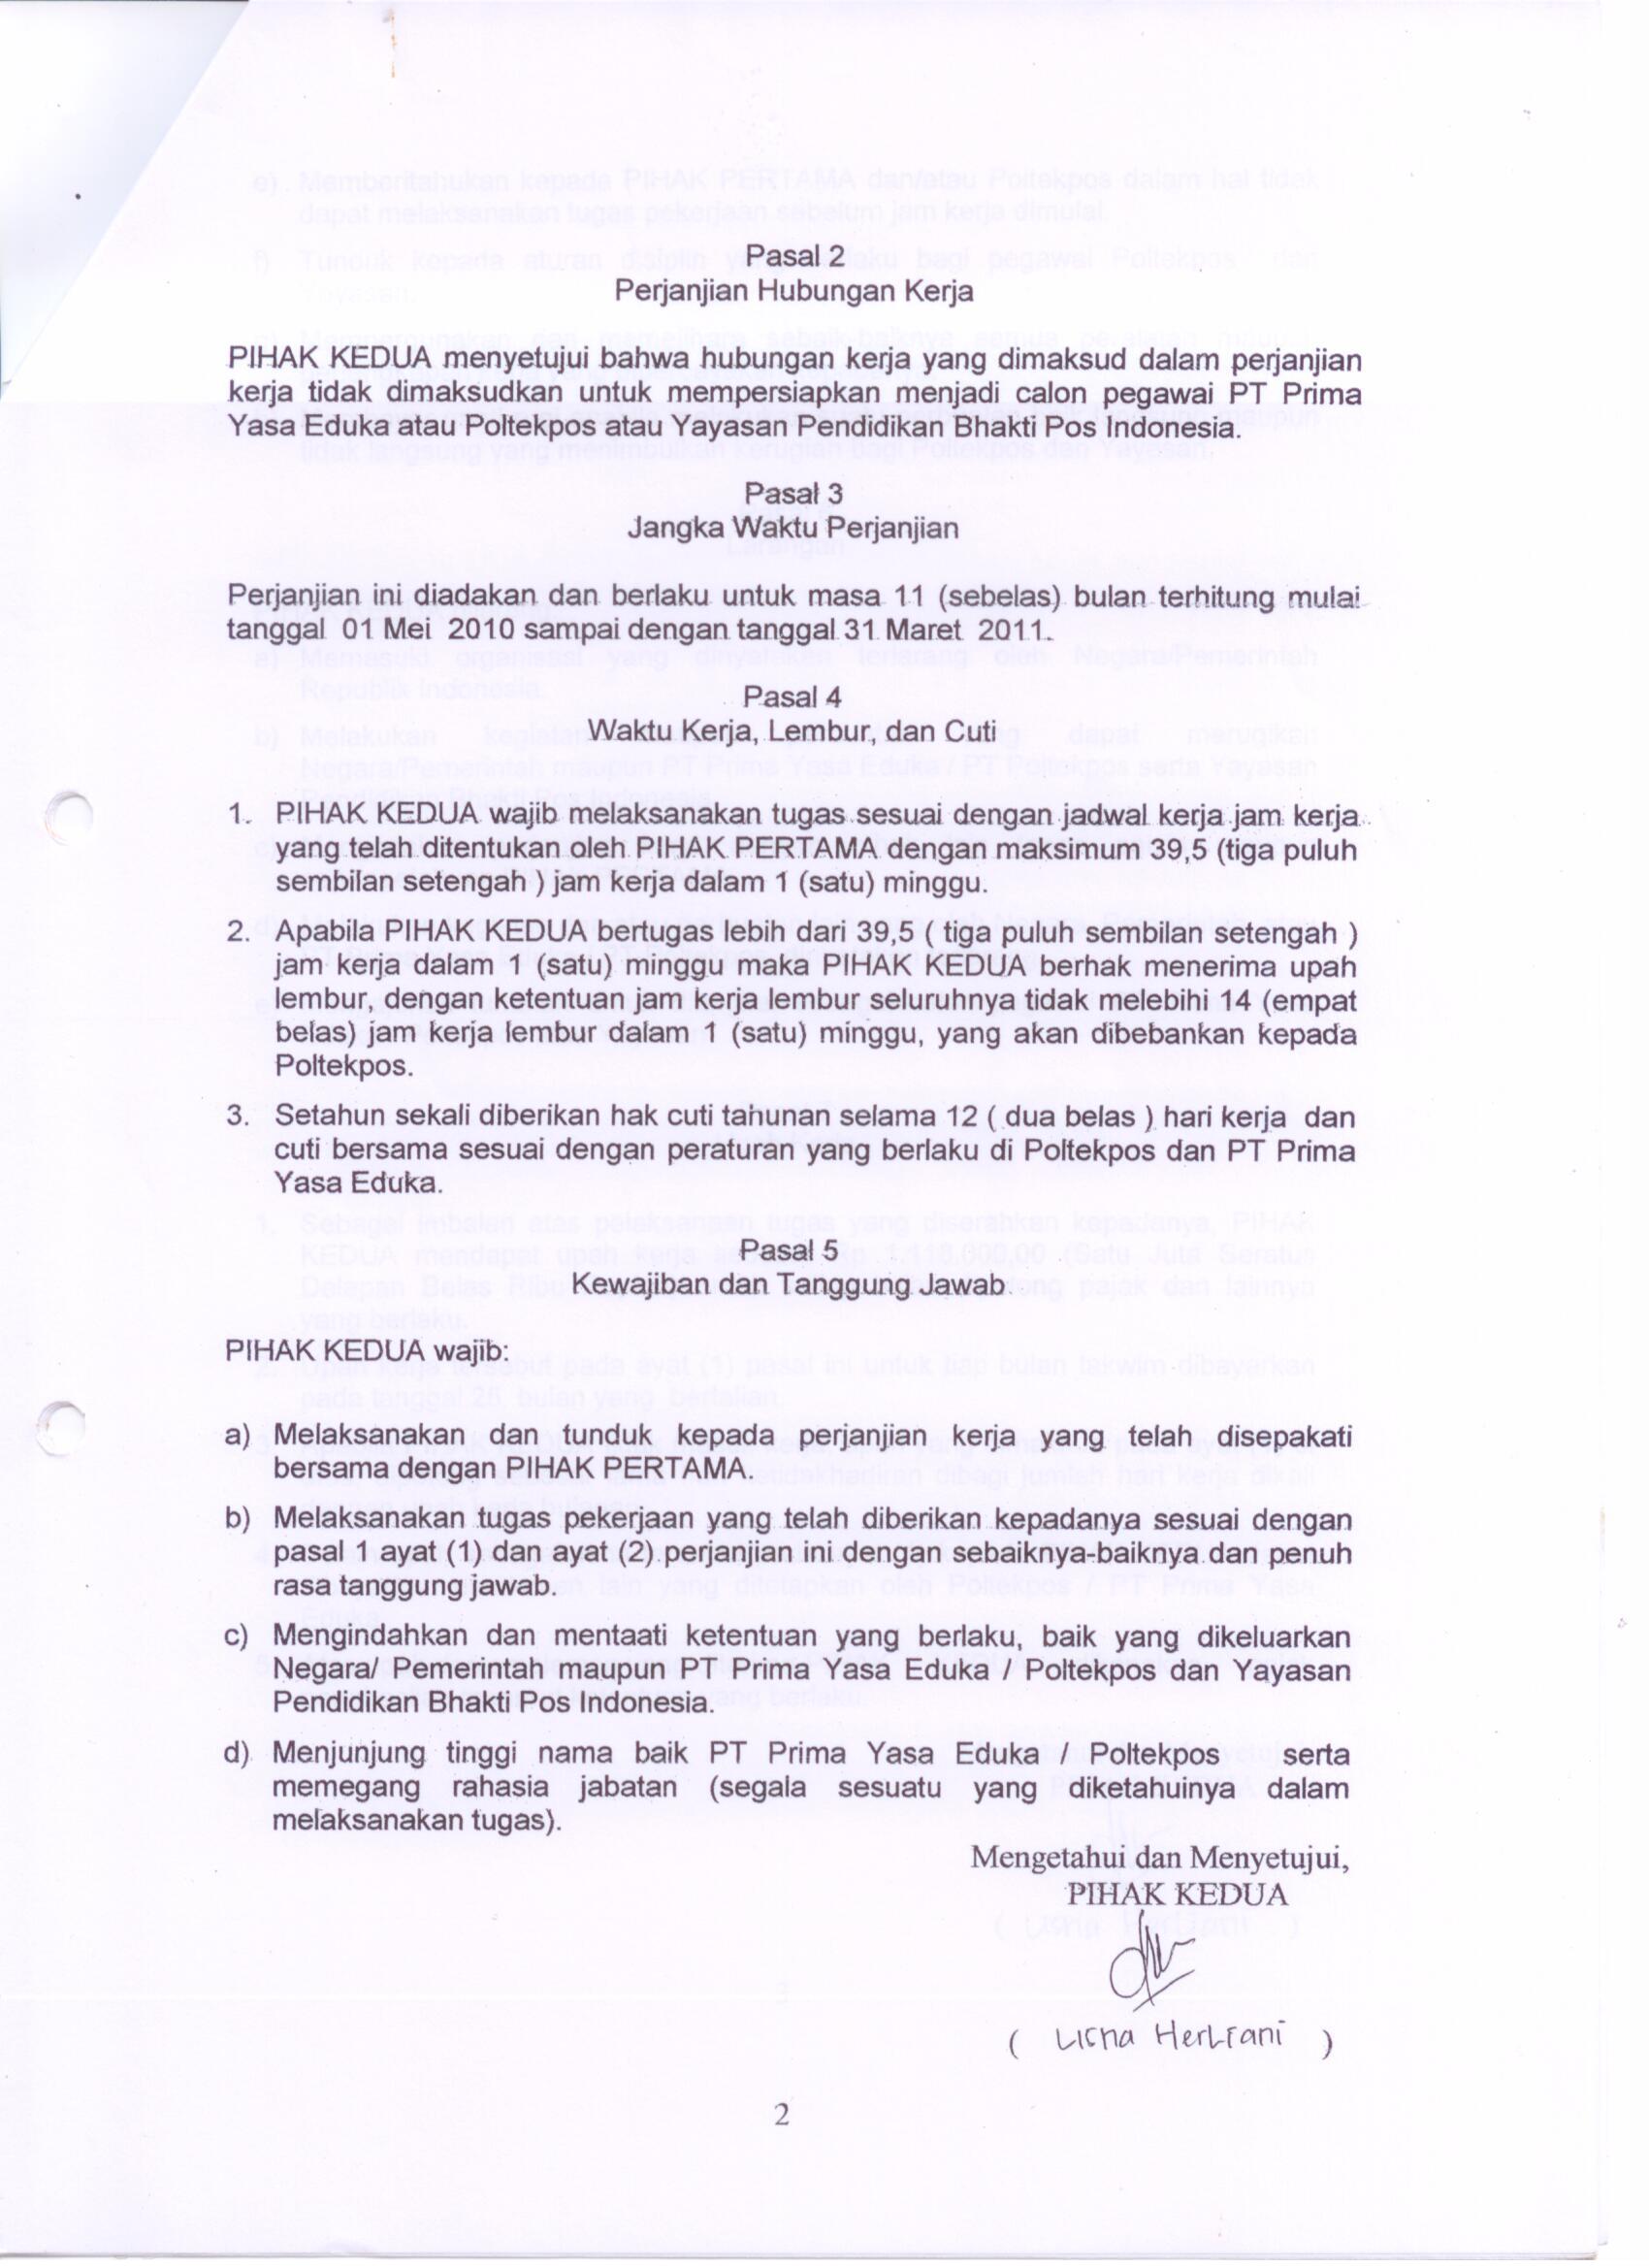 Pasal 2
Perjanjian Hubungan Kerja
PIHAK KEDUA menyetujui bahwa hubungan kerja yang dimaksud dalam perjanjian
kerja tidak dimaksudkan untuk mempersiapkan menjadi calon pegawai PT Prima
Yasa Eduka atau Poltekpos atau Yayasan Pendidikan Bhakti Pos Indonesia.
Pasal 3
Jangka Waktu Perjanjian
Perjanjian ini diadakan dan berlaku untuk masa 11 (sebelas) bulan terhitung mulai
tanggal 01 Mei 2010 sampai dengan tanggal 31 Maret 2011.
Pasal 4
Waktu Kerja, Lembur, dan Cuti
1. PIHAK KEDUA wajib melaksanakan tugas sesuai dengan jadwal kerja jam kerja
yang telah ditentukan oleh PIHAK PERTAMA dengan maksimum 39,5 (tiga puluh
sembilan setengah ) jam kerja dalam 1 (satu) minggu.
2. Apabila PIHAK KEDUA bertugas lebih dari 39,5 ( tiga puluh sembilan setengah )
jam kerja dalam 1 (satu) minggu maka PIHAK KEDUA berhak menerima upah
lembur, dengan ketentuan jam kerja lembur seluruhnya tidak melebihi 14 (empat
belas) jam kerja lembur dalam 1 (satu) minggu, yang akan dibebankan kepada
Poltekpos.
3. Setahun sekali diberikan hak cuti tahunan selama 12 ( dua belas ) hari kerja dan
cuti bersama sesuai dengan peraturan yang berlaku di Poltekpos dan PT Prima
Yasa Eduka.
Pasal 5
Kewajiban dan Tanggung Jawab
PIHAK KEDUA wajib:
a) Melaksanakan dan tunduk kepada perjanjian kerja yang telah disepakati
bersama dengan PIHAK PERTAMA.
b) Melaksanakan tugas pekerjaan yang telah diberikan kepadanya sesuai dengan
pasal 1 ayat (1) dan ayat (2) perjanjian ini dengan sebaiknya-baiknya dan penuh
rasa tanggung jawab.
c) Mengindahkan dan mentaati ketentuan yang berlaku, baik yang dikeluarkan
Negara/ Pemerintah maupun PT Prima Yasa Eduka / Poltekpos dan Yayasan
Pendidikan Bhakti Pos Indonesia.
d) Menjunjung tinggi nama baik PT Prima Yasa Eduka / Poltekpos serta
memegang rahasia jabatan (segala sesuatu yang diketahuinya dalam
melaksanakan tugas).
Mengetahui dan Menyetujui,
PIHAK KEDUA
( Lisna Hertiani )
2